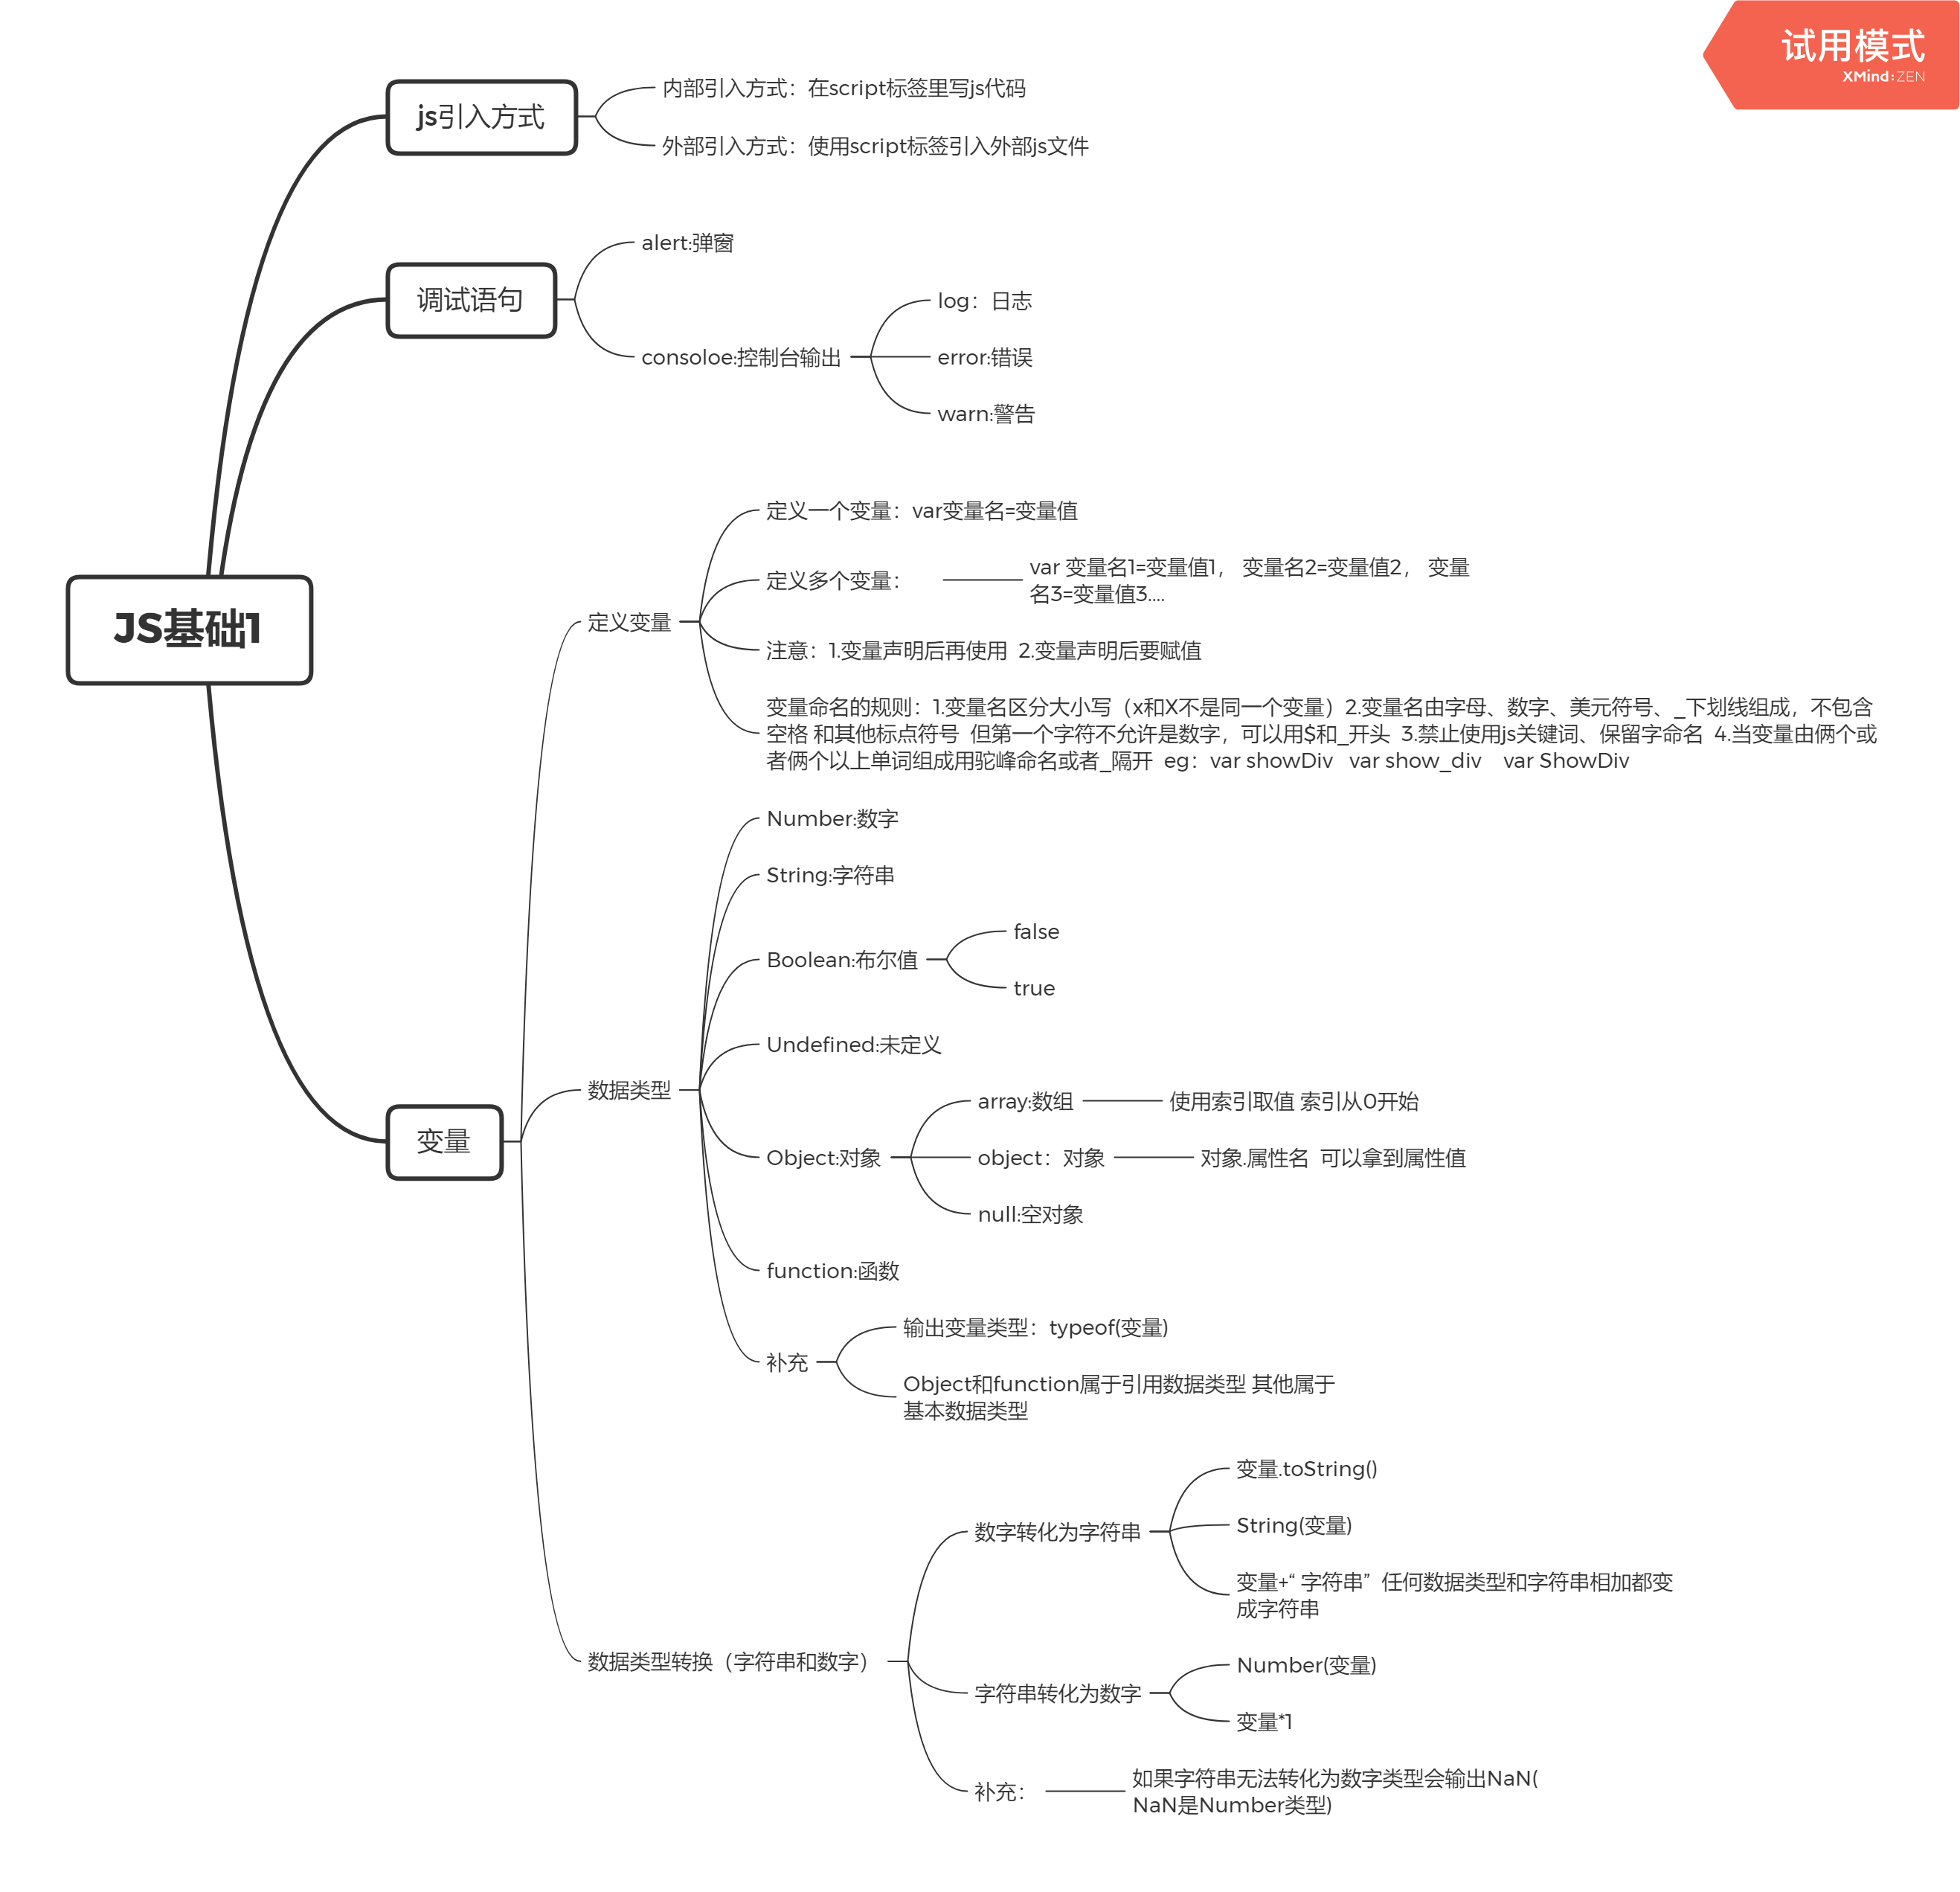 试用模式
XMind:ZEN
JS基础1
js引入方式
内部引入方式：在script标签里写js代码
外部引入方式：使用script标签引入外部js文件
调试语句
alert:弹窗
consoloe:控制台输出
log：日志
error:错误
warn:警告
变量
定义变量
定义一个变量：var变量名=变量值
定义多个变量：
var 变量名1=变量值1， 变量名2=变量值2， 变量
名3=变量值3....
注意：1.变量声明后再使用 2.变量声明后要赋值
变量命名的规则：1.变量名区分大小写（x和X不是同一个变量）2.变量名由字母、数字、美元符号、_下划线组成，不包含
空格 和其他标点符号 但第一个字符不允许是数字，可以用$和_开头 3.禁止使用js关键词、保留字命名 4.当变量由俩个或
者俩个以上单词组成用驼峰命名或者_隔开 eg：var showDiv var show_div var ShowDiv
数据类型
Number:数字
String:字符串
Boolean:布尔值
false
true
Undefined:未定义
Object:对象
array:数组
使用索引取值 索引从0开始
object：对象
对象.属性名 可以拿到属性值
null:空对象
function:函数
补充
输出变量类型：typeof(变量)
Object和function属于引用数据类型 其他属于
基本数据类型
数据类型转换（字符串和数字）
数字转化为字符串
变量.toString()
String(变量)
变量+“ 字符串” 任何数据类型和字符串相加都变
成字符串
字符串转化为数字
Number(变量)
变量*1
补充：
如果字符串无法转化为数字类型会输出NaN(
NaN是Number类型)